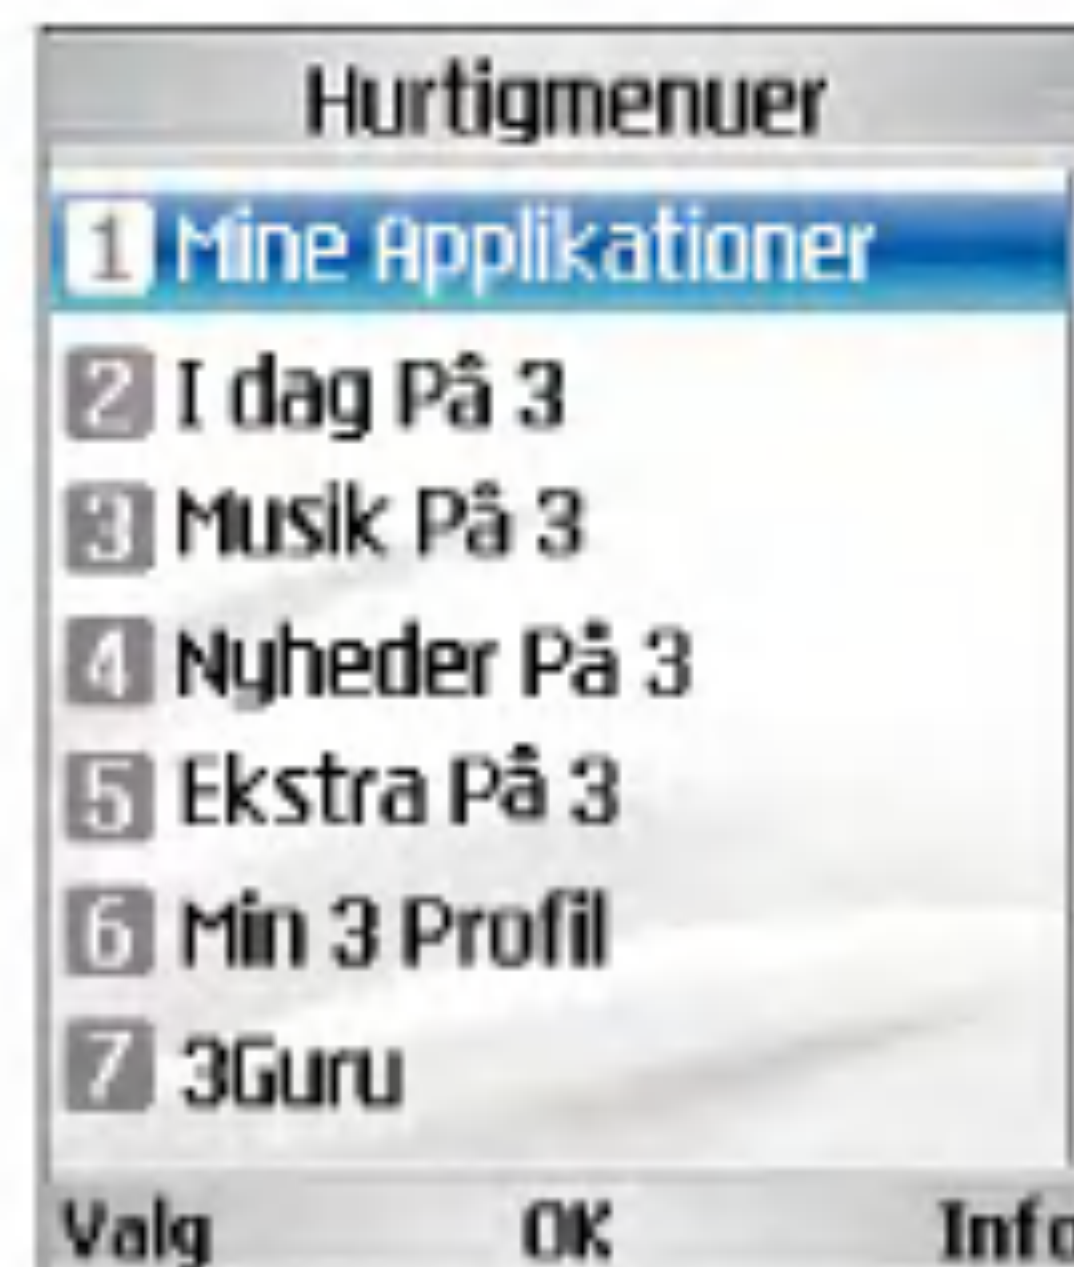 Hurtigmenuer
1 Mine Applikationer
2 I dag På 3
3 Musik På 3
4 Nyheder På 3
5 Ekstra På 3
6 Min 3 Profil
7 3Guru
Valg OK Info